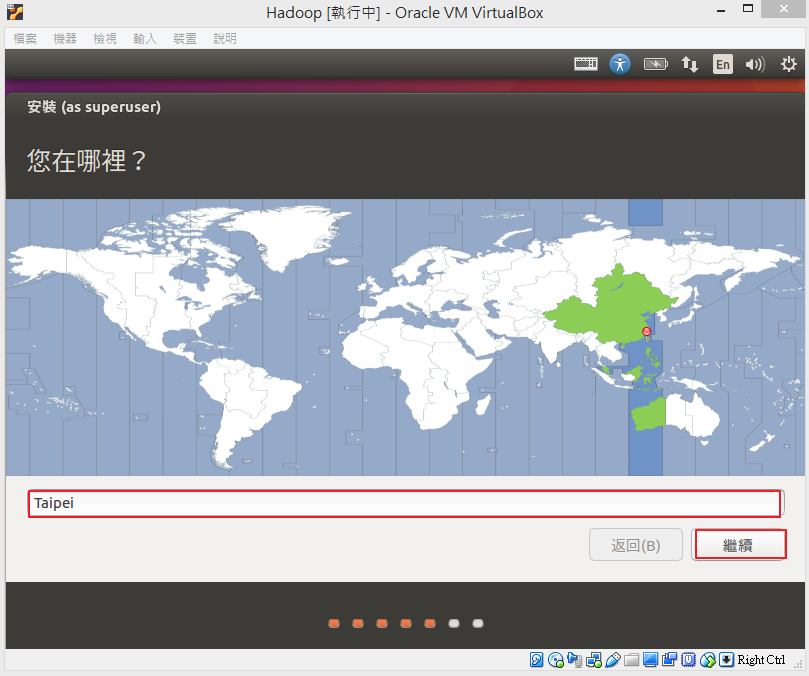 Hadoop [執行中] - Oracle VM VirtualBox
檔案 機器 檢視 輸入 裝置 說明
En
安裝 (as superuser)
您在哪裡？
Taipei
返回(B) 繼續
Right Ctrl